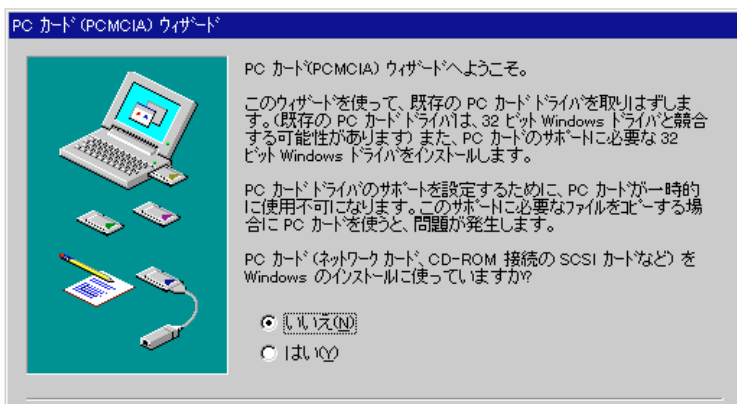 PC カード (PCMCIA) ウィザード
PC カード(PCMCIA) ウィザードへようこそ。
このウィザードを使って、既存の PC カード ドライバを取りはずしま
す。(既存の PC カード ドライバは、32 ビット Windows ドライバと競合
する可能性があります) また、PC カードのサポートに必要な 32
ビット Windows ドライバをインストールします。
PC カード ドライバのサポートを設定するために、PC カードが一時的
に使用不可になります。このサポートに必要なファイルをコピーする場
合に PC カードを使うと、問題が発生します。
PC カード (ネットワーク カード、CD-ROM 接続の SCSI カードなど) を
Windows のインストールに使っていますか?
いいえ(N)
はい(Y)